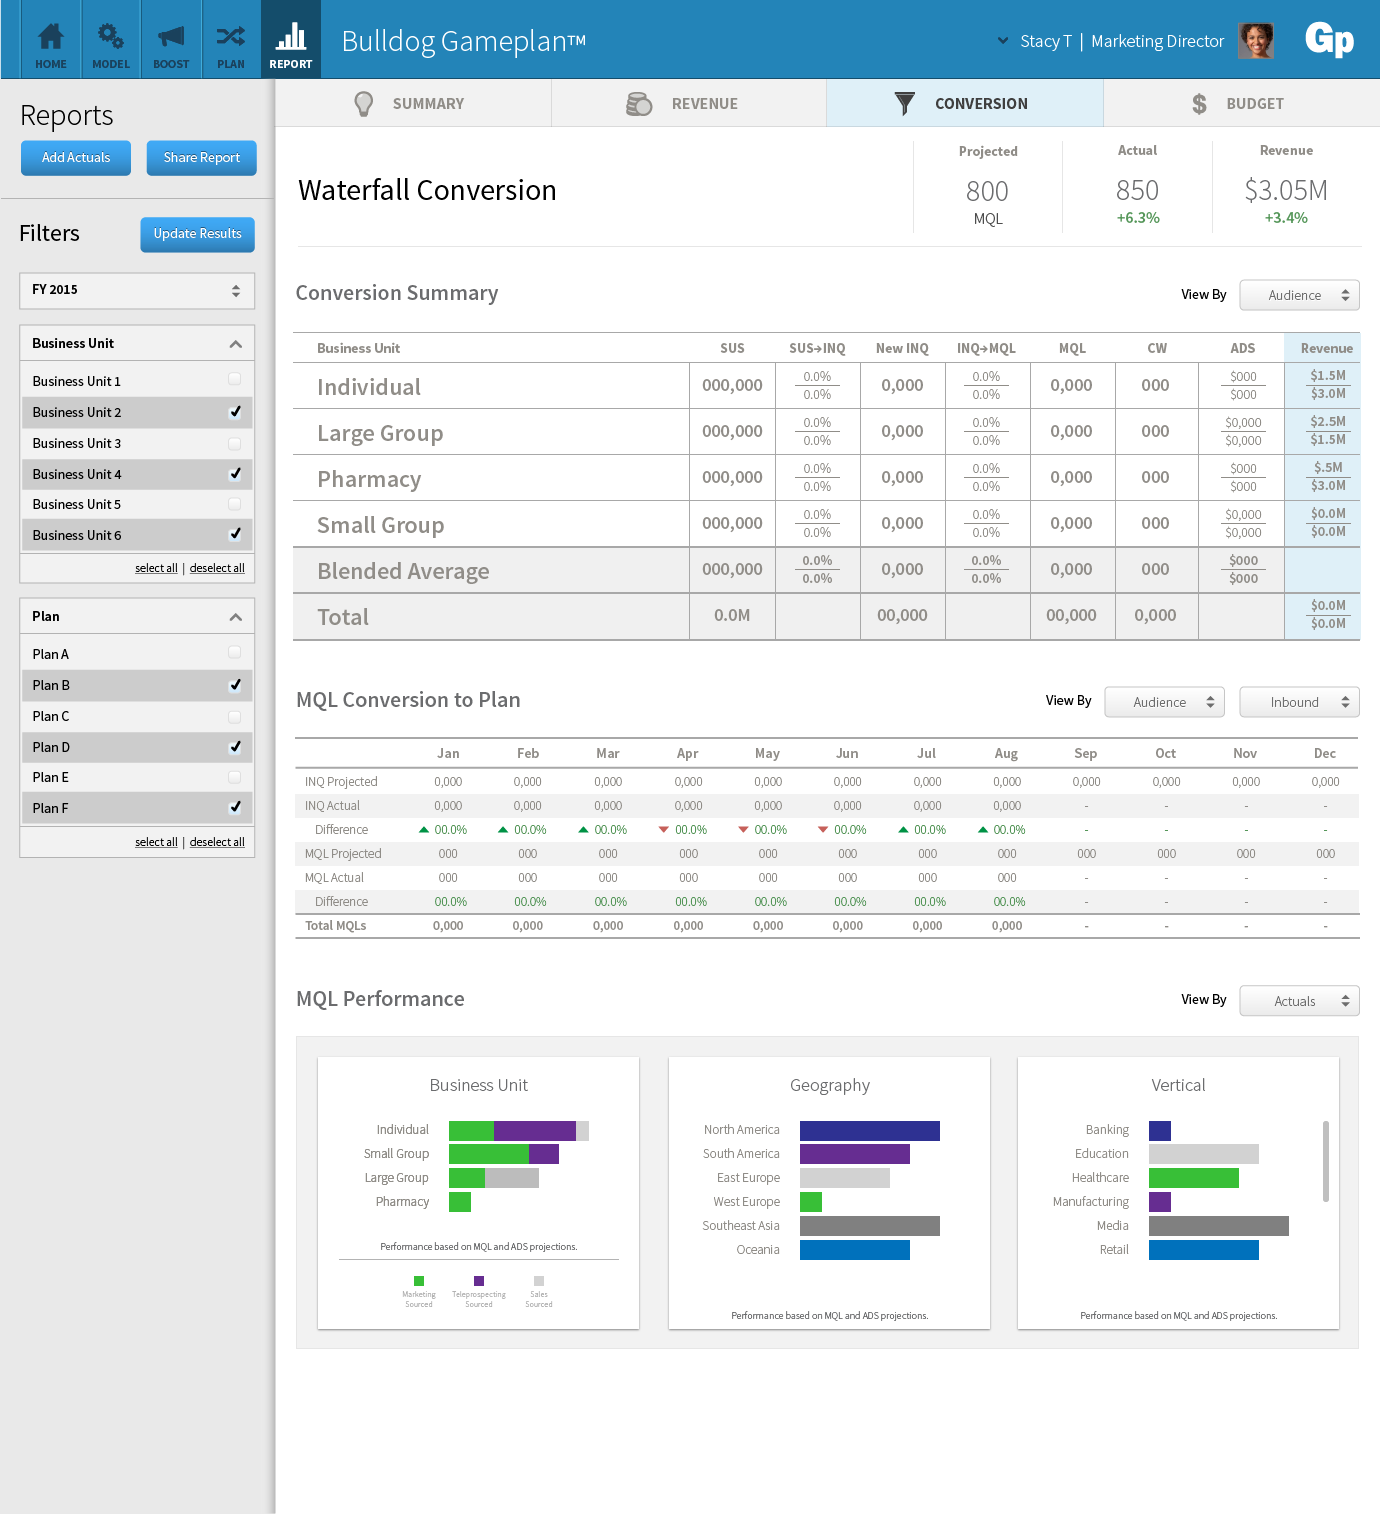 HOME MODEL BOOST PLAN REPORT
Bulldog Gameplan™
Stacy T | Marketing Director
Gp
Reports
Add Actuals Share Report
Filters Update Results
FY 2015
Business Unit
Business Unit 1
Business Unit 2
Business Unit 3
Business Unit 4
Business Unit 5
Business Unit 6
select all | deselect all
Plan
Plan A
Plan B
Plan C
Plan D
Plan E
Plan F
select all | deselect all
SUMMARY REVENUE CONVERSION $ BUDGET
Waterfall Conversion
Projected
800
MQL
Actual
850
+6.3%
Revenue
$3.05M
+3.4%
Conversion Summary View By Audience
Business Unit SUS SUS→INQ New INQ INQ→MQL MQL CW ADS Revenue
Individual 000,000 0.0% 0.0% 0,000 0.0% 0.0% 0,000 000 $000 $000 $1.5M $3.0M
Large Group 000,000 0.0% 0.0% 0,000 0.0% 0.0% 0,000 000 $0,000 $0,000 $2.5M $1.5M
Pharmacy 000,000 0.0% 0.0% 0,000 0.0% 0.0% 0,000 000 $000 $000 $.5M $3.0M
Small Group 000,000 0.0% 0.0% 0,000 0.0% 0.0% 0,000 000 $0,000 $0,000 $0.0M $0.0M
Blended Average 000,000 0.0% 0.0% 0,000 0.0% 0.0% 0,000 000 $000 $000
Total 0.0M 00,000 00,000 0,000 $0.0M $0.0M
MQL Conversion to Plan View By Audience Inbound
Jan Feb Mar Apr May Jun Jul Aug Sep Oct Nov Dec
INQ Projected 0,000 0,000 0,000 0,000 0,000 0,000 0,000 0,000 0,000 0,000 0,000 0,000
INQ Actual 0,000 0,000 0,000 0,000 0,000 0,000 0,000 0,000 - - - -
Difference 00.0% 00.0% 00.0% 00.0% 00.0% 00.0% 00.0% 00.0% - - - -
MQL Projected 000 000 000 000 000 000 000 000 000 000 000 000
MQL Actual 000 000 000 000 000 000 000 000 - - - -
Difference 00.0% 00.0% 00.0% 00.0% 00.0% 00.0% 00.0% 00.0% - - - -
Total MQLs 0,000 0,000 0,000 0,000 0,000 0,000 0,000 0,000 - - - -
MQL Performance View By Actuals
Business Unit
Individual
Small Group
Large Group
Pharmacy
Performance based on MQL and ADS projections.
Marketing Sourced
Teleprospecting Sourced
Sales Sourced
Geography
North America
South America
East Europe
West Europe
Southeast Asia
Oceania
Performance based on MQL and ADS projections.
Vertical
Banking
Education
Healthcare
Manufacturing
Media
Retail
Performance based on MQL and ADS projections.